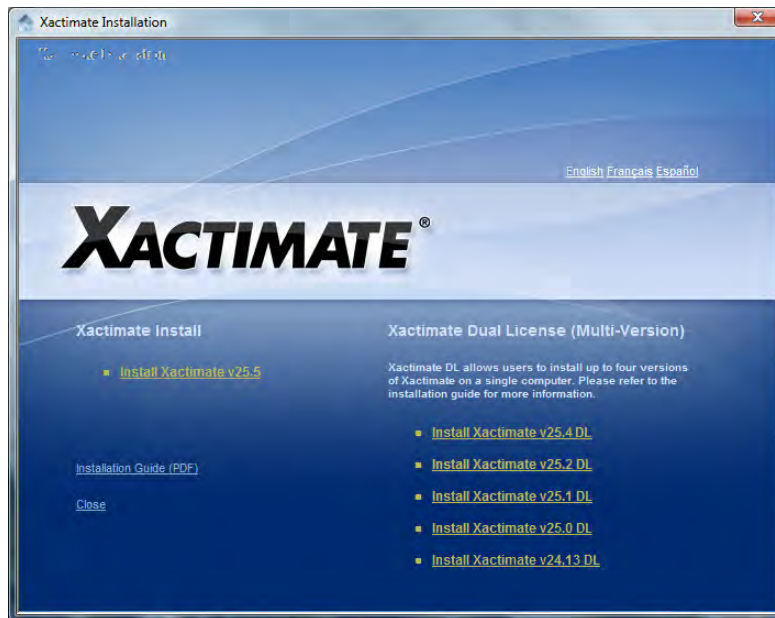 Xactimate Installation
English Français Español
XACTIMATE®
Xactimate Install
Install Xactimate v25.5
Installation Guide (PDF)
Close
Xactimate Dual License (Multi-Version)
Xactimate DL allows users to install up to four versions
of Xactimate on a single computer. Please refer to the
installation guide for more information.
Install Xactimate v25.4 DL
Install Xactimate v25.2 DL
Install Xactimate v25.1 DL
Install Xactimate v25.0 DL
Install Xactimate v24.13 DL